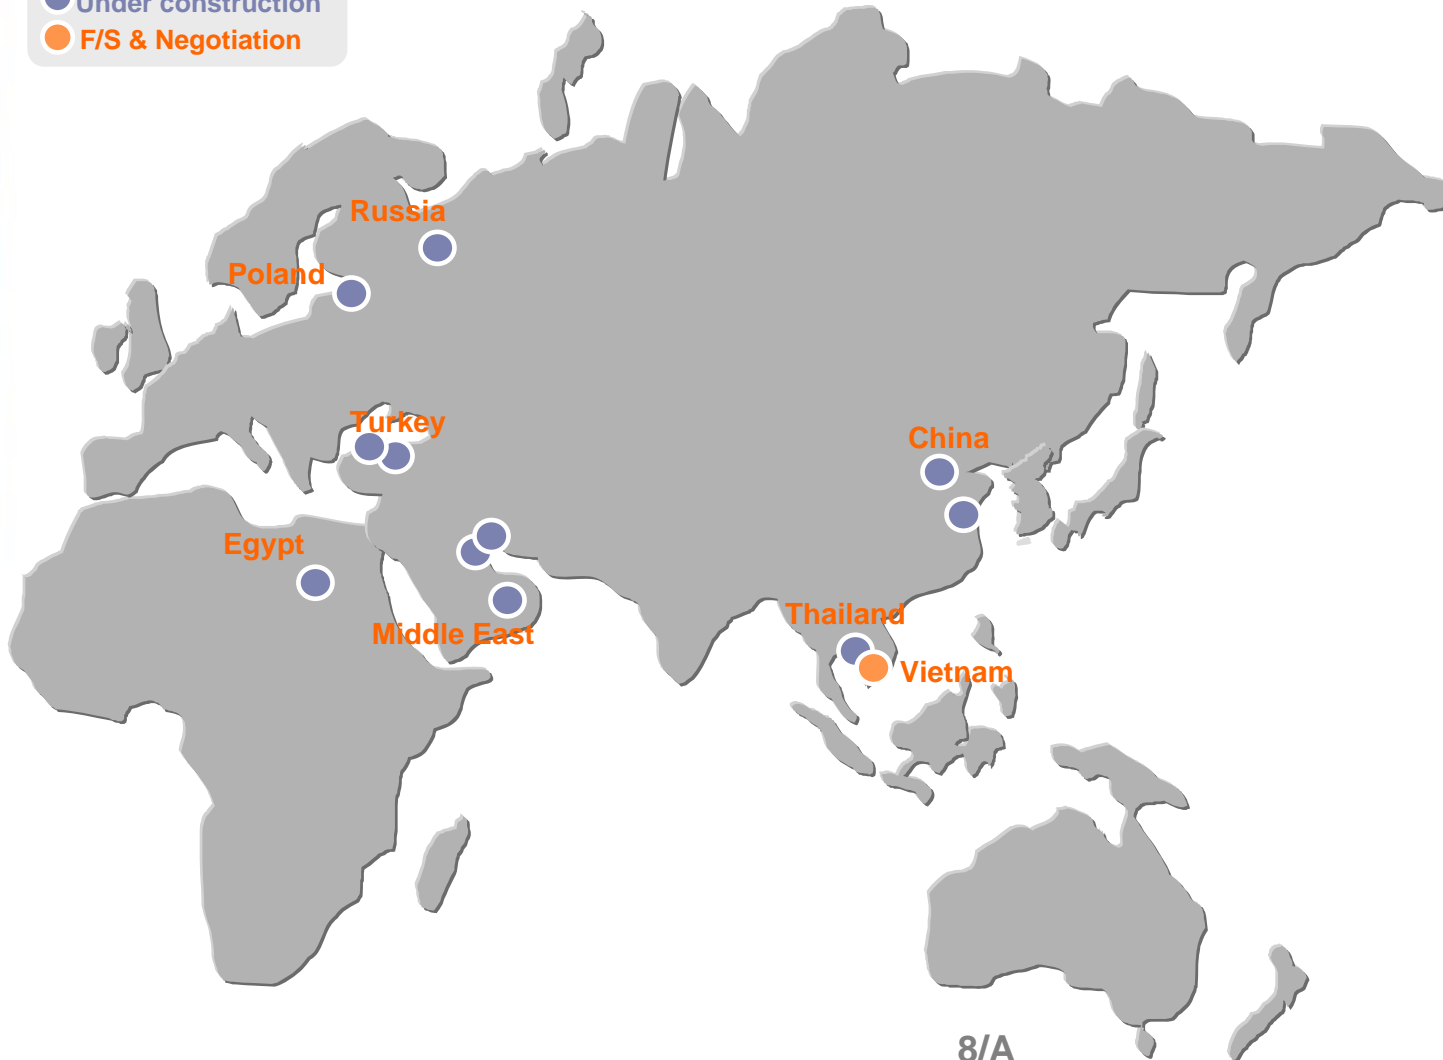 Under construction
F/S & Negotiation
Russia
Poland
Turkey
China
Egypt
Thailand
Middle East
Vietnam
8/A